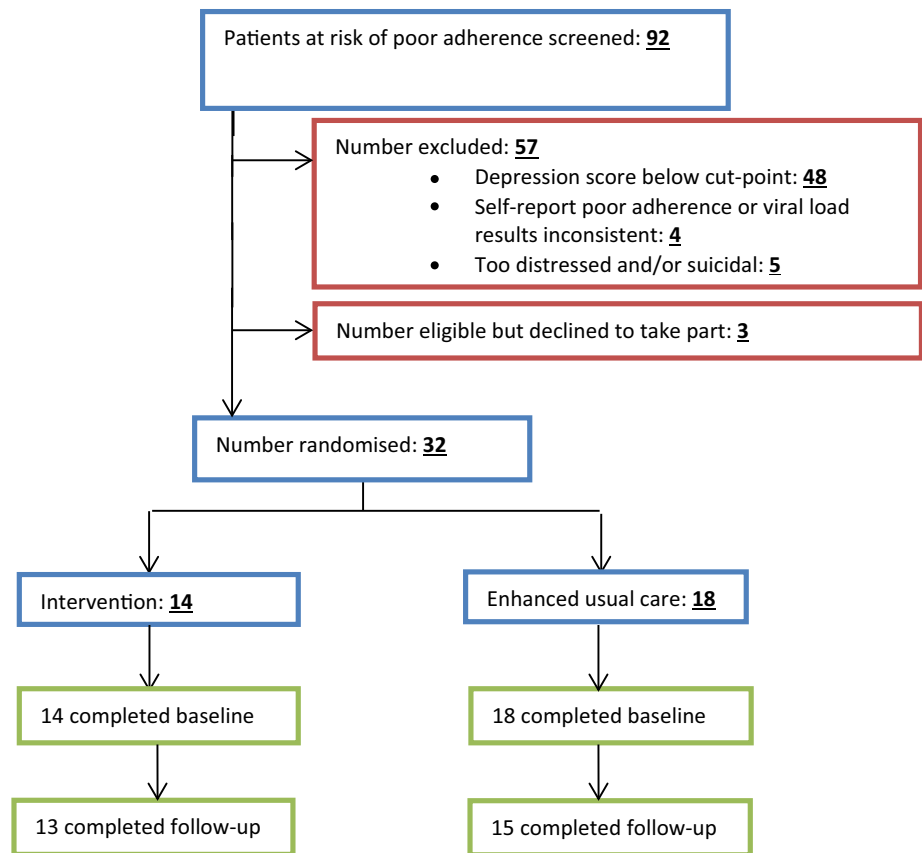 Patients at risk of poor adherence screened: 92
Number excluded: 57
• Depression score below cut-point: 48
• Self-report poor adherence or viral load
results inconsistent: 4
• Too distressed and/or suicidal: 5
Number eligible but declined to take part: 3
Number randomised: 32
Intervention: 14
Enhanced usual care: 18
14 completed baseline
18 completed baseline
13 completed follow-up
15 completed follow-up